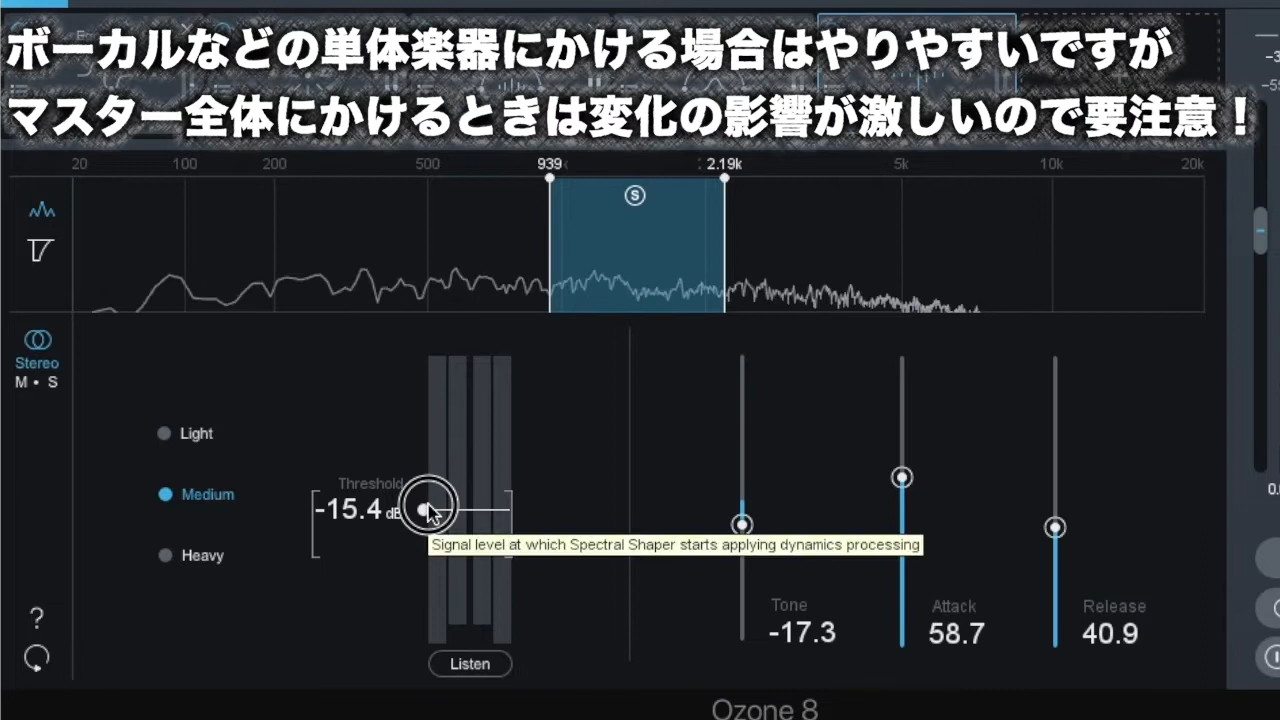 ボーカルなどの単体楽器にかける場合はやりやすいですが
マスター全体にかけるときは変化の影響が激しいので要注意！
20 100 200 500 939 2.19k 5k 10k 20k
S
Stereo
M • S
Light
Medium
Heavy
Threshold
-15.4 dB
Signal level at which Spectral Shaper starts applying dynamics processing
Tone
-17.3
Attack
58.7
Release
40.9
?
Listen
Ozone 8